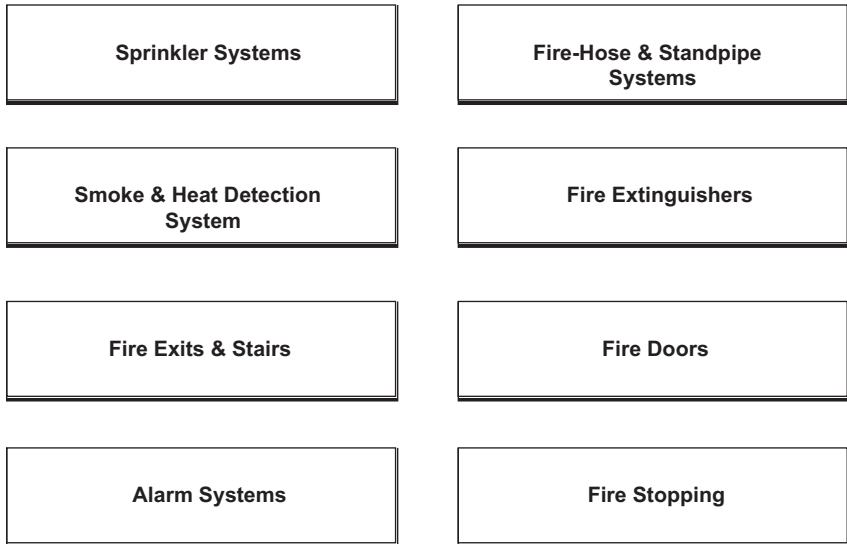 Sprinkler Systems
Fire-Hose & Standpipe
Systems
Smoke & Heat Detection
System
Fire Extinguishers
Fire Exits & Stairs
Fire Doors
Alarm Systems
Fire Stopping